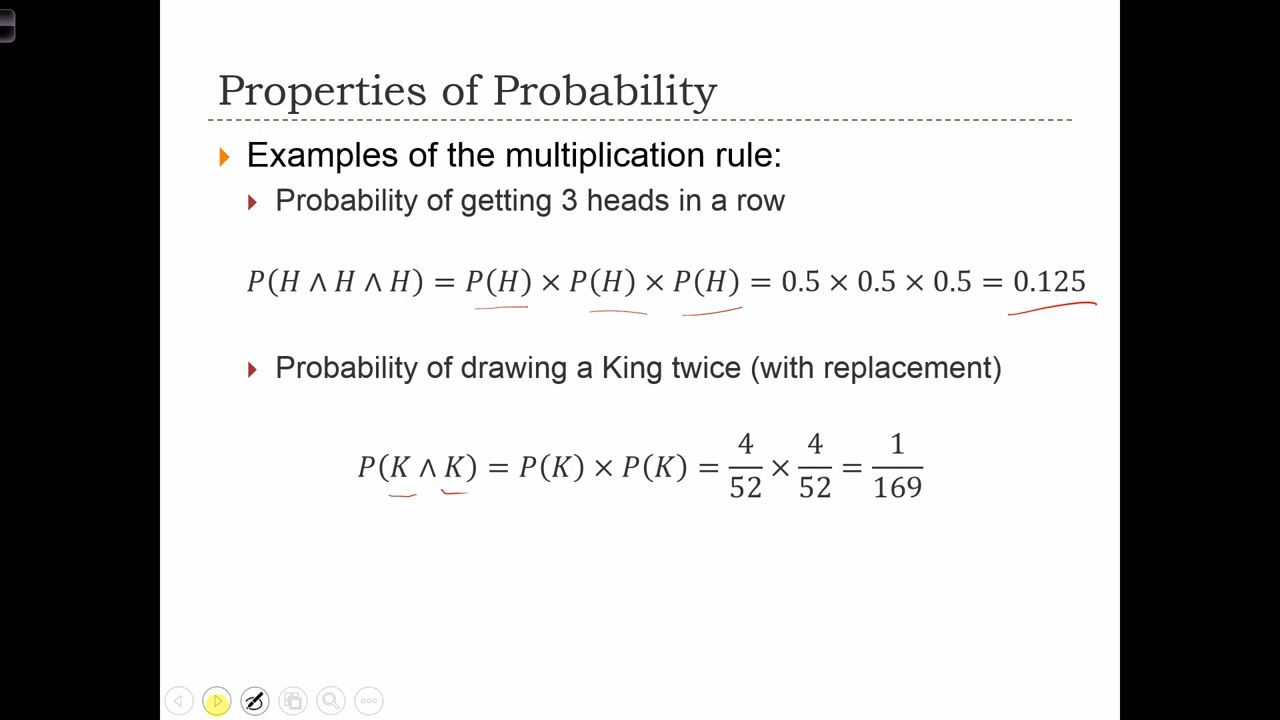 Properties of Probability
Examples of the multiplication rule:
Probability of getting 3 heads in a row
P(H ∧ H ∧ H) = P(H) × P(H) × P(H) = 0.5 × 0.5 × 0.5 = 0.125
Probability of drawing a King twice (with replacement)
P(K ∧ K) = P(K) × P(K) = 4/52 × 4/52 = 1/169